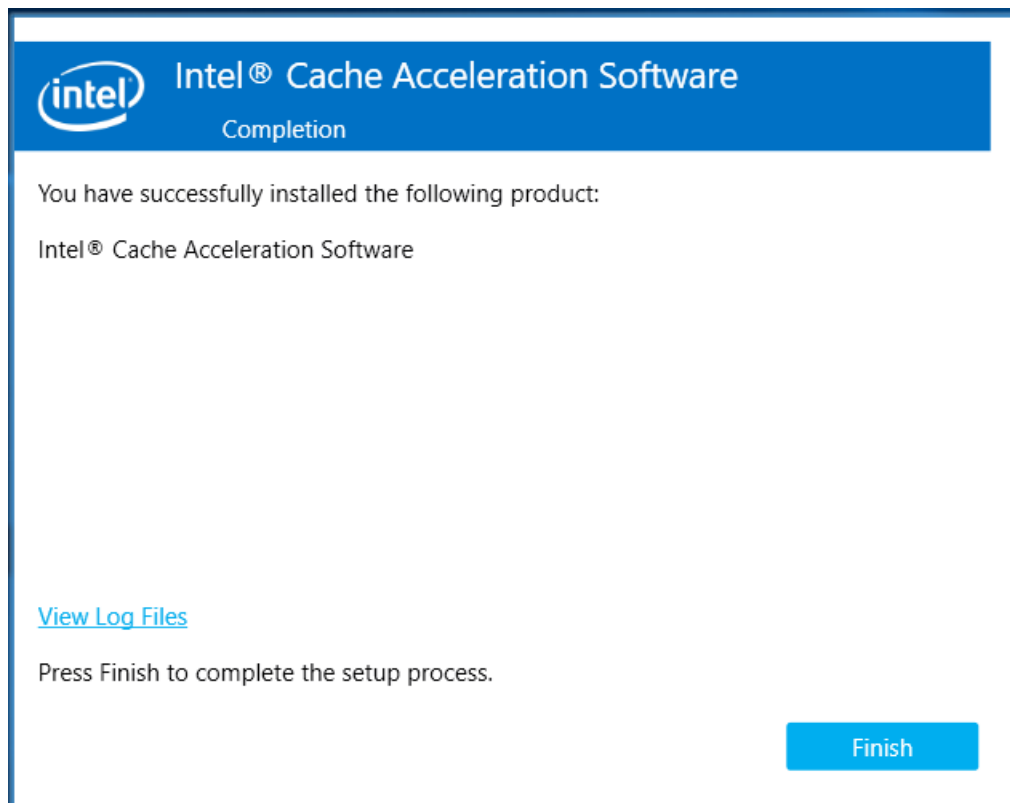 intel
Intel® Cache Acceleration Software
Completion
You have successfully installed the following product:
Intel® Cache Acceleration Software
View Log Files
Press Finish to complete the setup process.
Finish